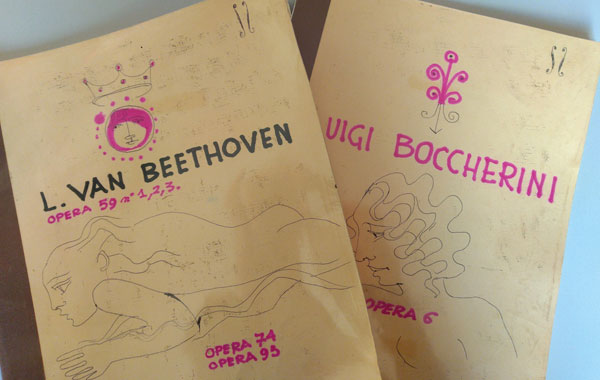 L. VAN BEETHOVEN
OPERA 59 n° 1,2,3.
OPERA 74
OPERA 95
UIGI BOCCHERINI
OPERA 6